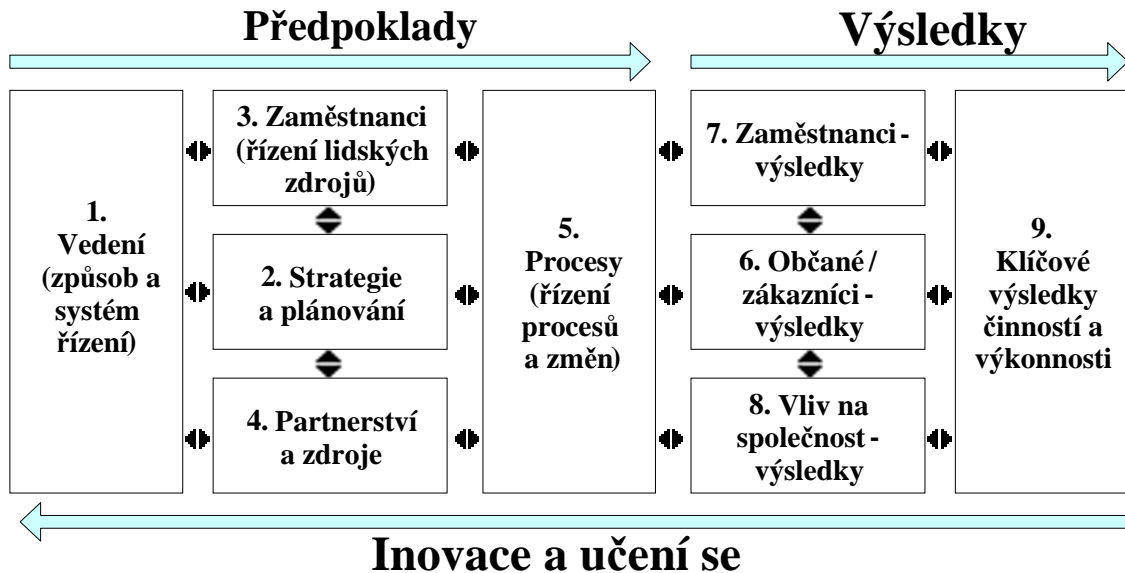 Předpoklady
Výsledky
1.
Vedení
(způsob a
systém
řízení)
3. Zaměstnanci
(řízení lidských
zdrojů)
2. Strategie
a plánování
4. Partnerství
a zdroje
5.
Procesy
(řízení
procesů
a změn)
7. Zaměstnanci -
výsledky
6. Občané /
zákazníci -
výsledky
8. Vliv na
společnost -
výsledky
9.
Klíčové
výsledky
činností a
výkonnosti
Inovace a učení se